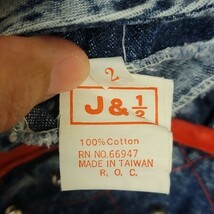 2
J & 1/2
100% Cotton
RN NO.66947
MADE IN TAIWAN
R. O. C.